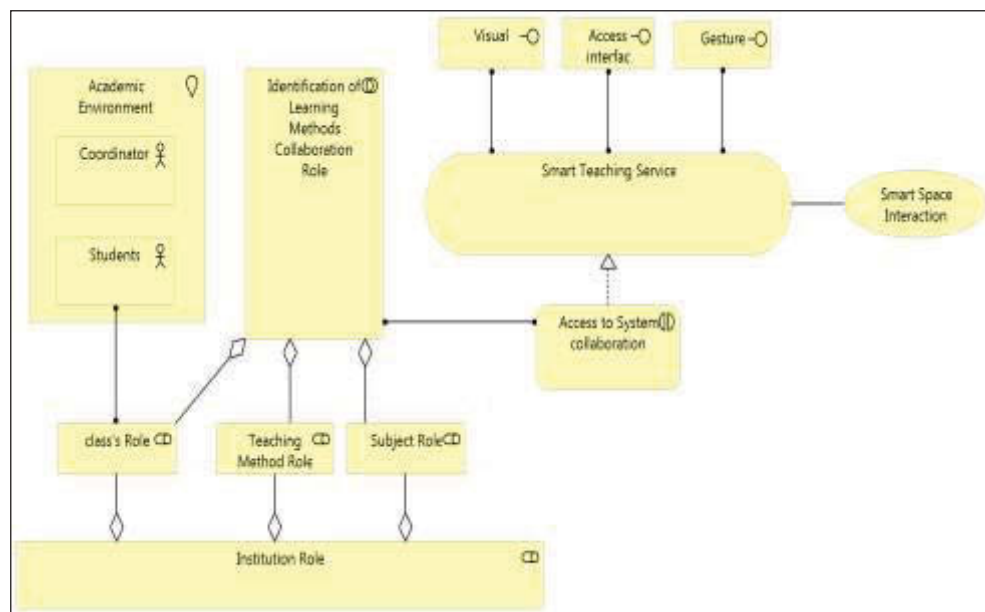 Visual
Access
interfac
Gesture
Academic
Environment
Coordinator
Students
Identification of
Learning
Methods
Collaboration
Role
Smart Teaching Service
Smart Space
Interaction
Access to System
collaboration
class's Role
Teaching
Method Role
Subject Role
Institution Role